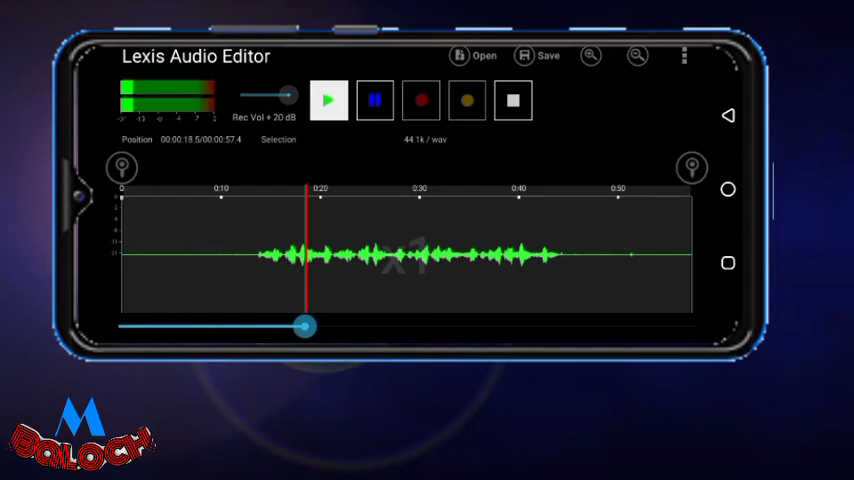 Lexis Audio Editor
Open
Save
Rec Vol + 20 dB
Position 00:00:18.5/00:00:57.4 Selection 44.1k / wav
0 0:10 0:20 0:30 0:40 0:50
x1
M
BALOCH